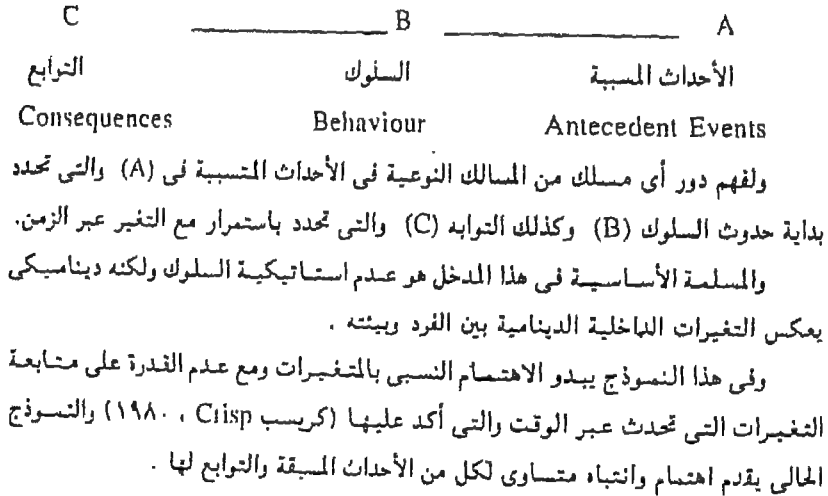 C ________ B ________ A
التوابع السلوك الأحداث المسببة
Consequences Behaviour Antecedent Events
ولفهم دور أى مسلك من المسالك النوعية فى الأحداث المتسببة فى (A) والتى تحدد
بداية حدوث السلوك (B) وكذلك التوابه (C) والتى تحدد باستمرار مع التغير عبر الزمن.
والمسلمة الأساسية فى هذا المدخل هو عدم استاتيكية السلوك ولكنه ديناميكى
يعكس التغيرات الداخلية الدينامية بين الفرد وبيئته .
وفى هذا النموذج يبدو الاهتمام النسبى بالمتغيرات ومع عدم القدرة على متابعة
التغيرات التى تحدث عبر الوقت والتى أكد عليها (كريسب Crisp ، ١٩٨٠) والنموذج
الحالى يقدم اهتمام وانتباه متساوى لكل من الأحداث المسبقة والتوابع لها .